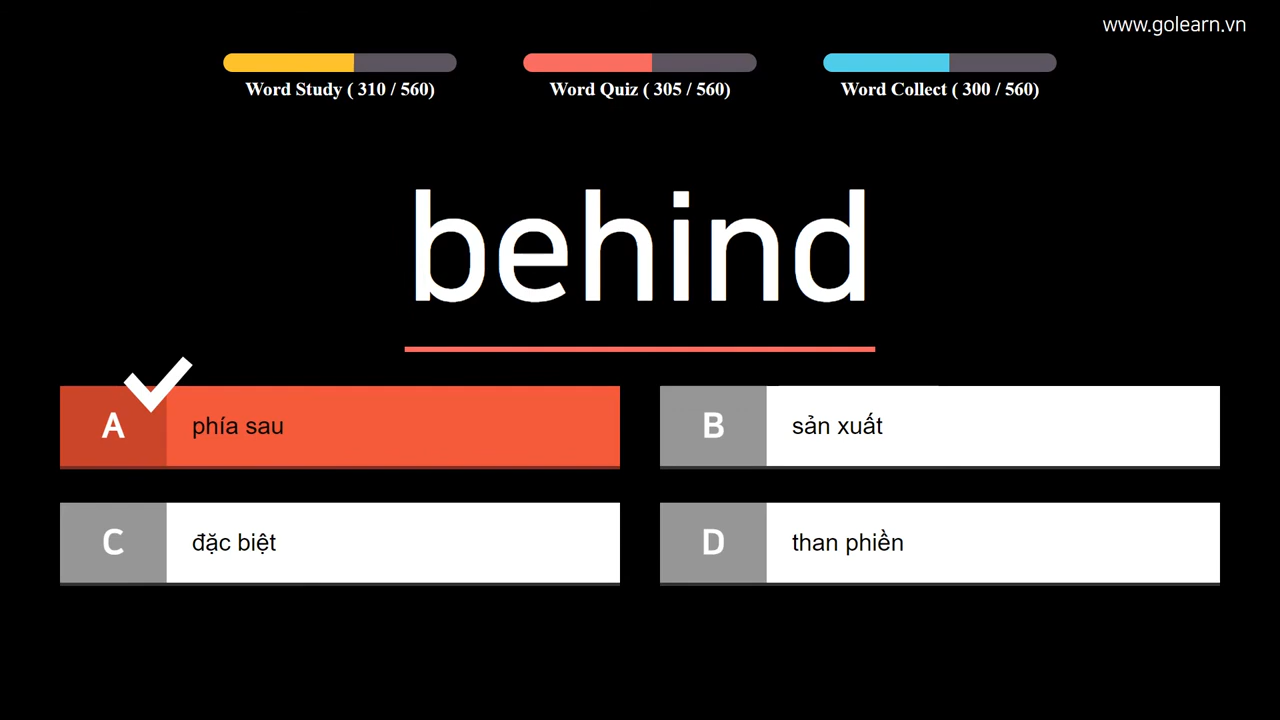 www.golearn.vn
Word Study ( 310 / 560)
Word Quiz ( 305 / 560)
Word Collect ( 300 / 560)
behind
A phía sau
B sản xuất
C đặc biệt
D than phiền